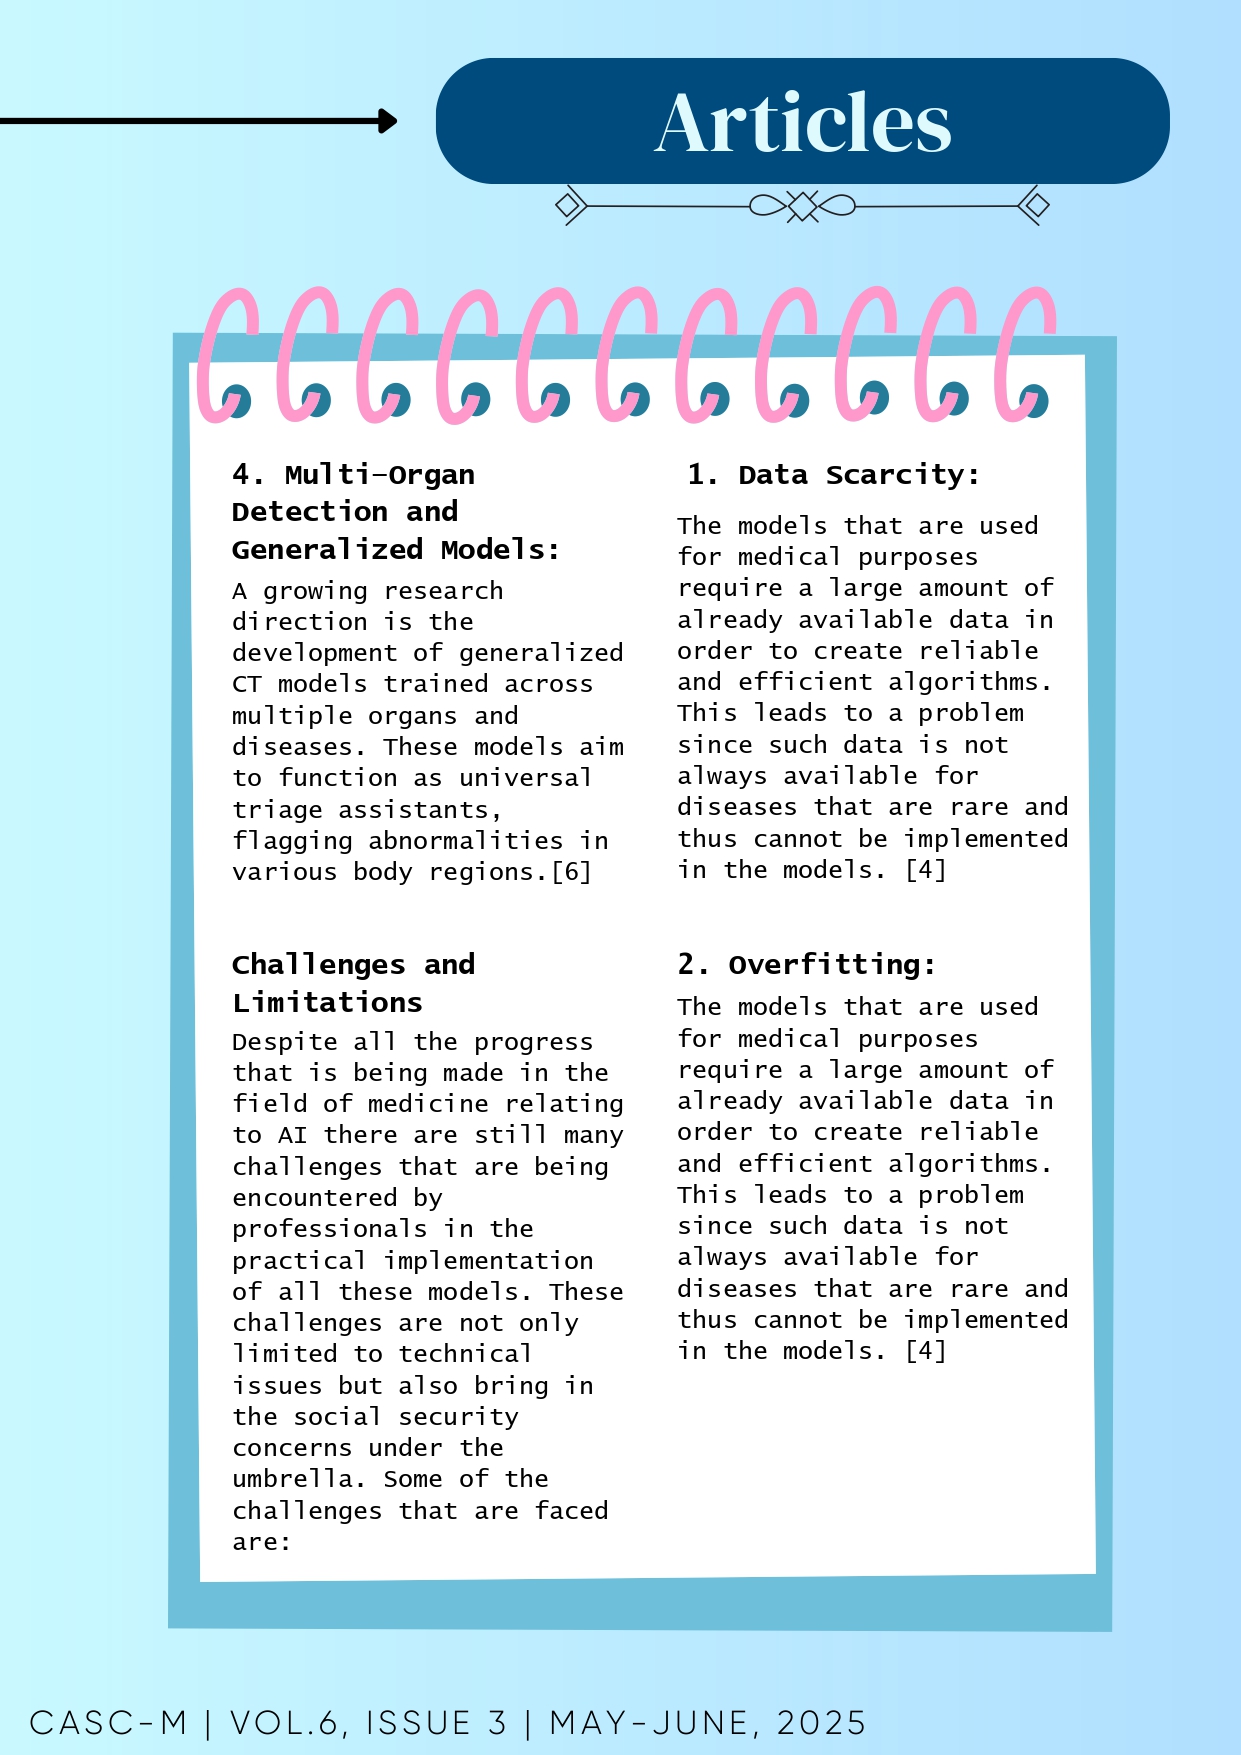 Articles
4. Multi-Organ
Detection and
Generalized Models:
A growing research
direction is the
development of generalized
CT models trained across
multiple organs and
diseases. These models aim
to function as universal
triage assistants,
flagging abnormalities in
various body regions.[6]
Challenges and
Limitations
Despite all the progress
that is being made in the
field of medicine relating
to AI there are still many
challenges that are being
encountered by
professionals in the
practical implementation
of all these models. These
challenges are not only
limited to technical
issues but also bring in
the social security
concerns under the
umbrella. Some of the
challenges that are faced
are:
1. Data Scarcity:
The models that are used
for medical purposes
require a large amount of
already available data in
order to create reliable
and efficient algorithms.
This leads to a problem
since such data is not
always available for
diseases that are rare and
thus cannot be implemented
in the models. [4]
2. Overfitting:
The models that are used
for medical purposes
require a large amount of
already available data in
order to create reliable
and efficient algorithms.
This leads to a problem
since such data is not
always available for
diseases that are rare and
thus cannot be implemented
in the models. [4]
CASC-M | VOL.6, ISSUE 3 | MAY-JUNE, 2025